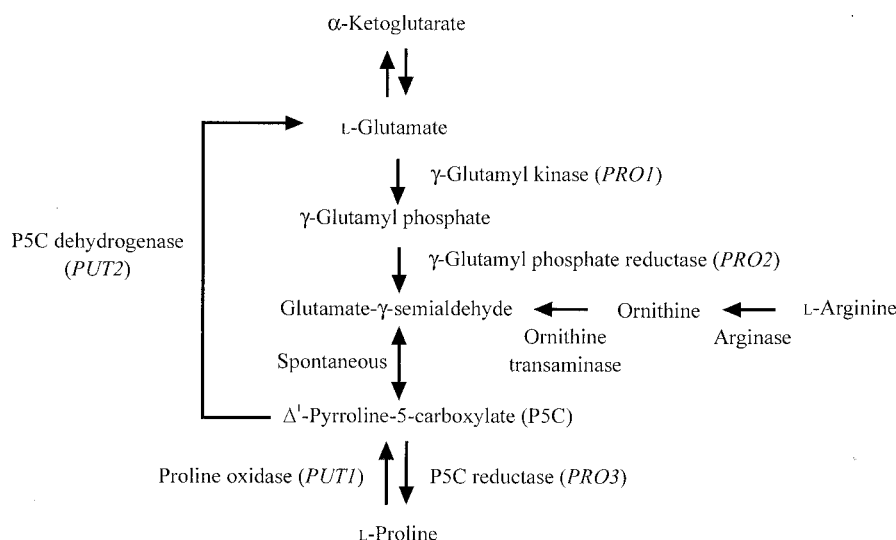 α-Ketoglutarate
L-Glutamate
γ-Glutamyl kinase (PRO1)
γ-Glutamyl phosphate
P5C dehydrogenase
(PUT2)
γ-Glutamyl phosphate reductase (PRO2)
Glutamate-γ-semialdehyde
Ornithine
L-Arginine
Ornithine
transaminase
Arginase
Spontaneous
Δ¹-Pyrroline-5-carboxylate (P5C)
Proline oxidase (PUT1)
P5C reductase (PRO3)
L-Proline